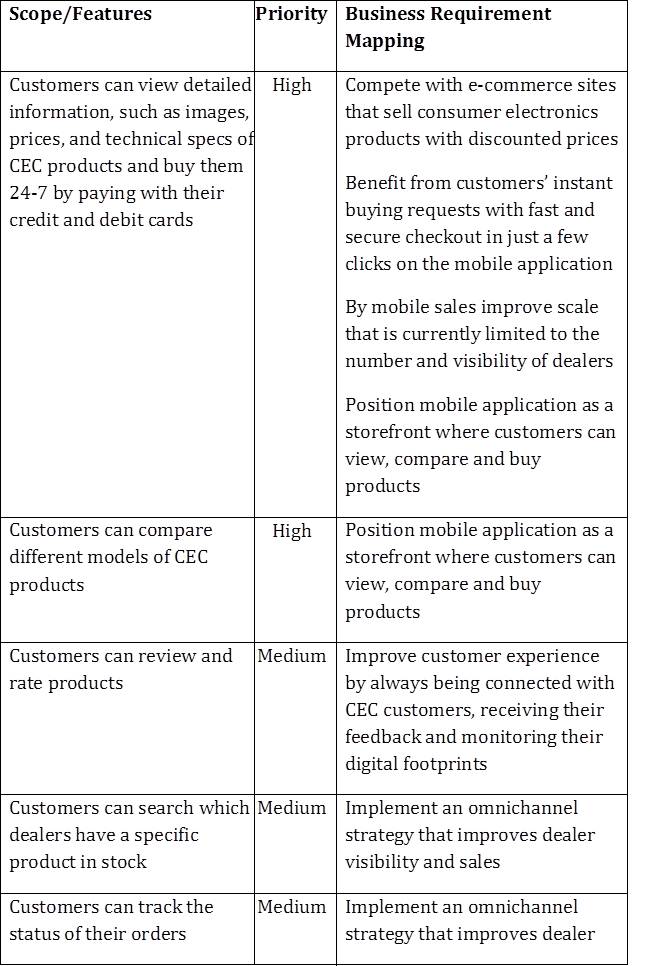 Scope/Features
Priority
Business Requirement
Mapping
Customers can view detailed
information, such as images,
prices, and technical specs of
CEC products and buy them
24-7 by paying with their
credit and debit cards
High
Compete with e-commerce sites
that sell consumer electronics
products with discounted prices
Benefit from customers’ instant
buying requests with fast and
secure checkout in just a few
clicks on the mobile application
By mobile sales improve scale
that is currently limited to the
number and visibility of dealers
Position mobile application as a
storefront where customers can
view, compare and buy
products
Customers can compare
different models of CEC
products
High
Position mobile application as a
storefront where customers can
view, compare and buy
products
Customers can review and
rate products
Medium
Improve customer experience
by always being connected with
CEC customers, receiving their
feedback and monitoring their
digital footprints
Customers can search which
dealers have a specific
product in stock
Medium
Implement an omnichannel
strategy that improves dealer
visibility and sales
Customers can track the
status of their orders
Medium
Implement an omnichannel
strategy that improves dealer